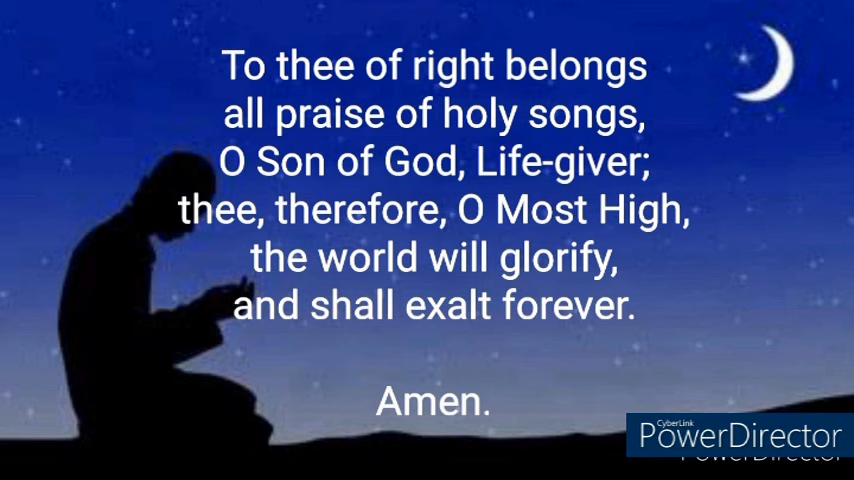 To thee of right belongs
all praise of holy songs,
O Son of God, Life-giver;
thee, therefore, O Most High,
the world will glorify,
and shall exalt forever.
Amen.
CyberLink
PowerDirector
PowerDirector